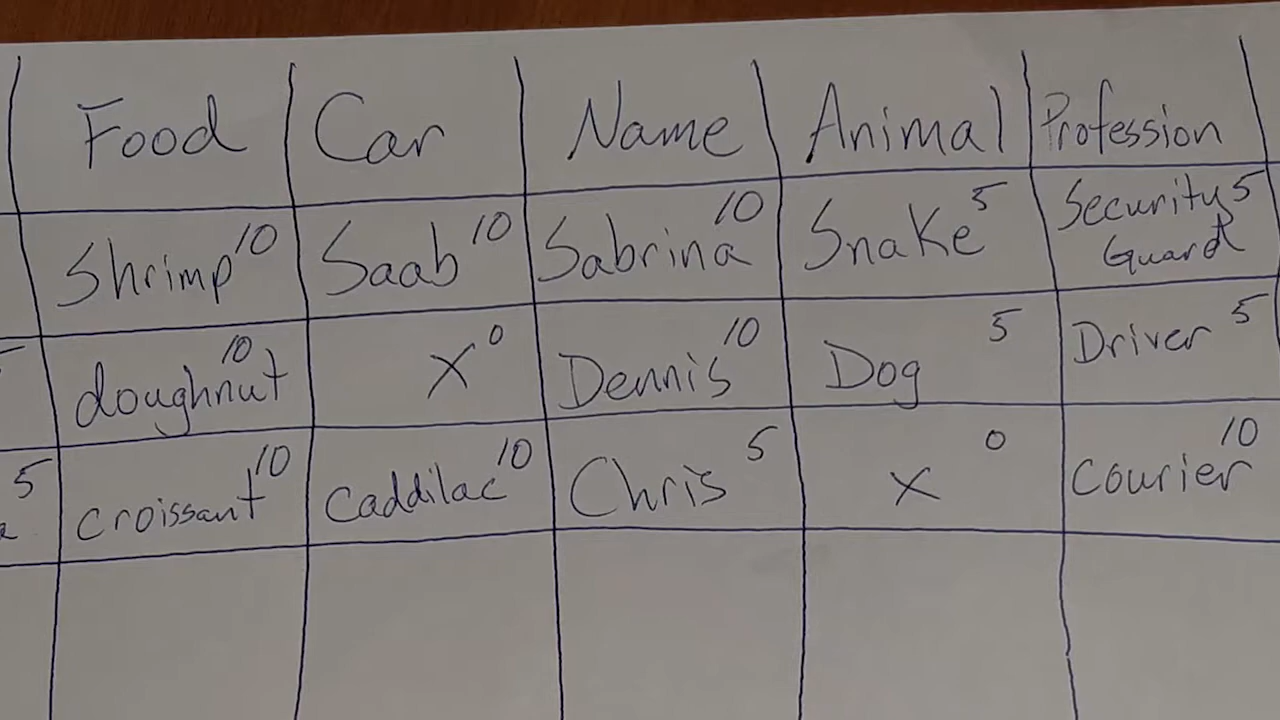 Food Car Name Animal Profession
Shrimp 10 Saab 10 Sabrina 10 Snake 5 Security 5
Guard
doughnut 10 X 0 Dennis 10 Dog 5 Driver 5
5 croissant 10 Caddilac 10 Chris 5 X 0 Courier 10